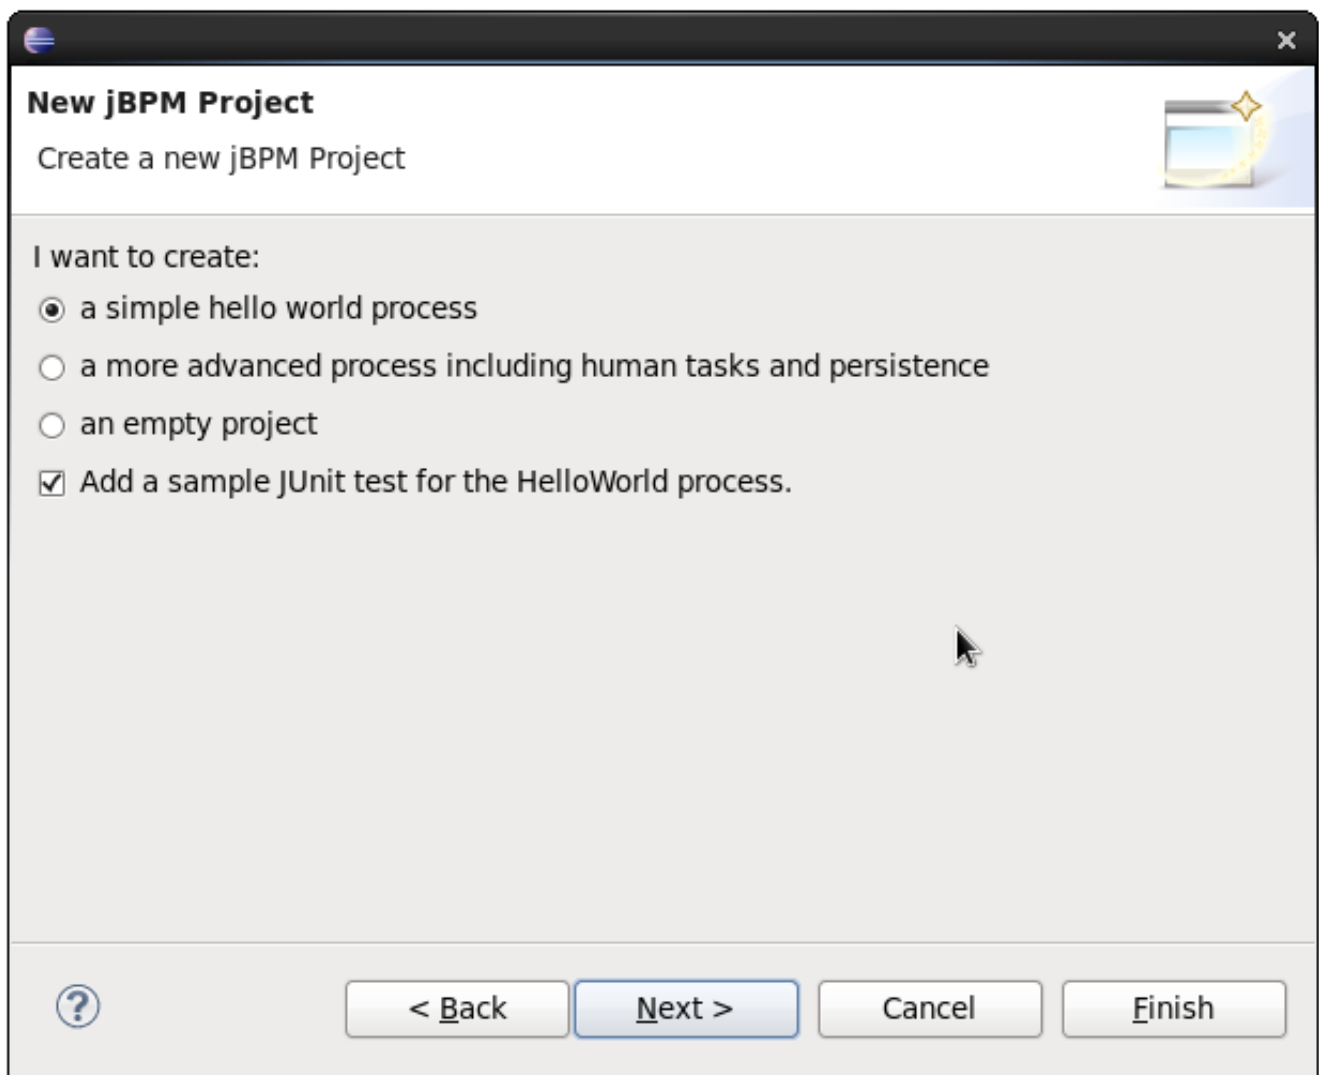 New jBPM Project
Create a new jBPM Project
I want to create:
a simple hello world process
a more advanced process including human tasks and persistence
an empty project
Add a sample JUnit test for the HelloWorld process.
? < Back Next > Cancel Finish